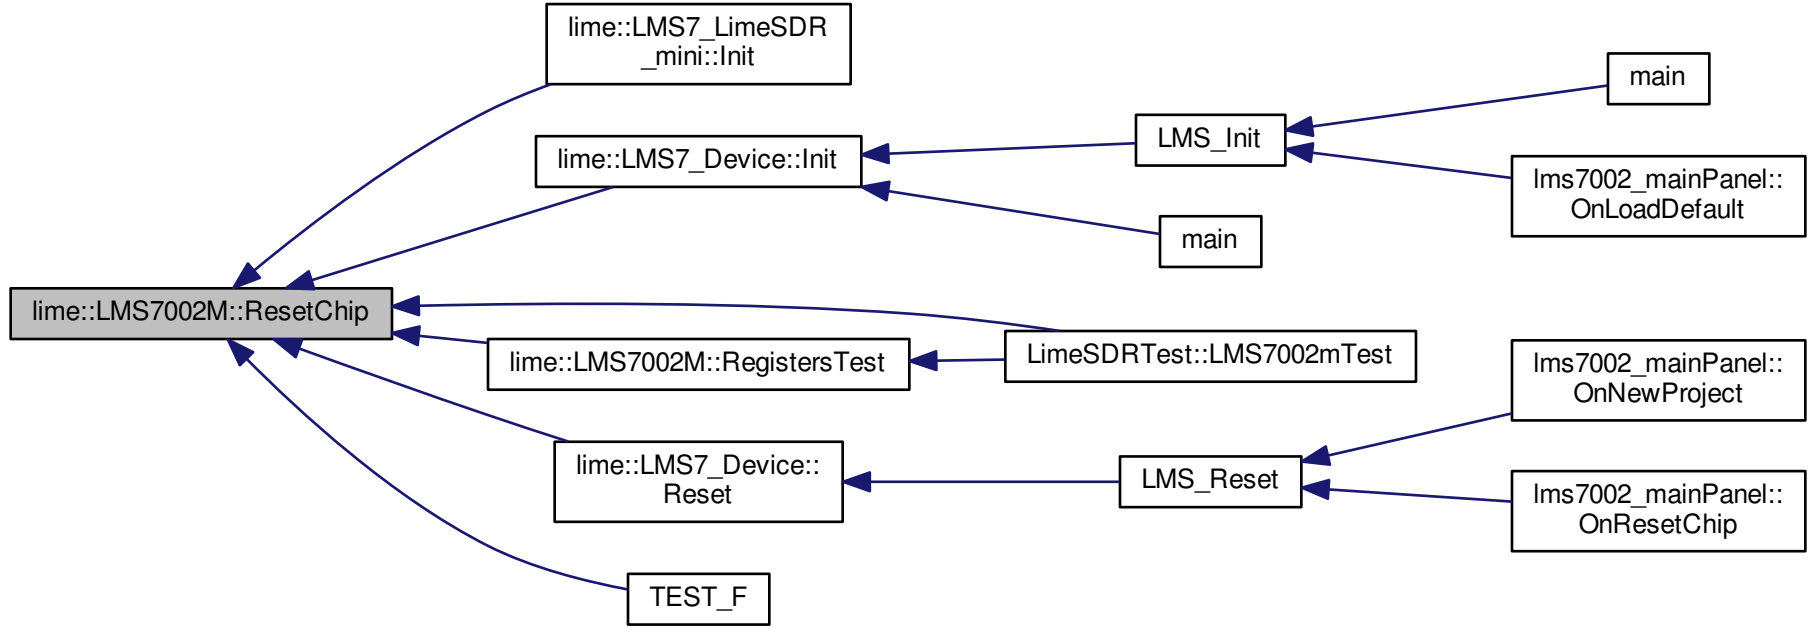 lime::LMS7_LimeSDR
_mini::Init
main
LMS_Init
lime::LMS7_Device::Init
lms7002_mainPanel::
OnLoadDefault
main
lime::LMS7002M::ResetChip
LimeSDRTest::LMS7002mTest
lime::LMS7002M::RegistersTest
lms7002_mainPanel::
OnNewProject
lime::LMS7_Device::
Reset
LMS_Reset
lms7002_mainPanel::
OnResetChip
TEST_F